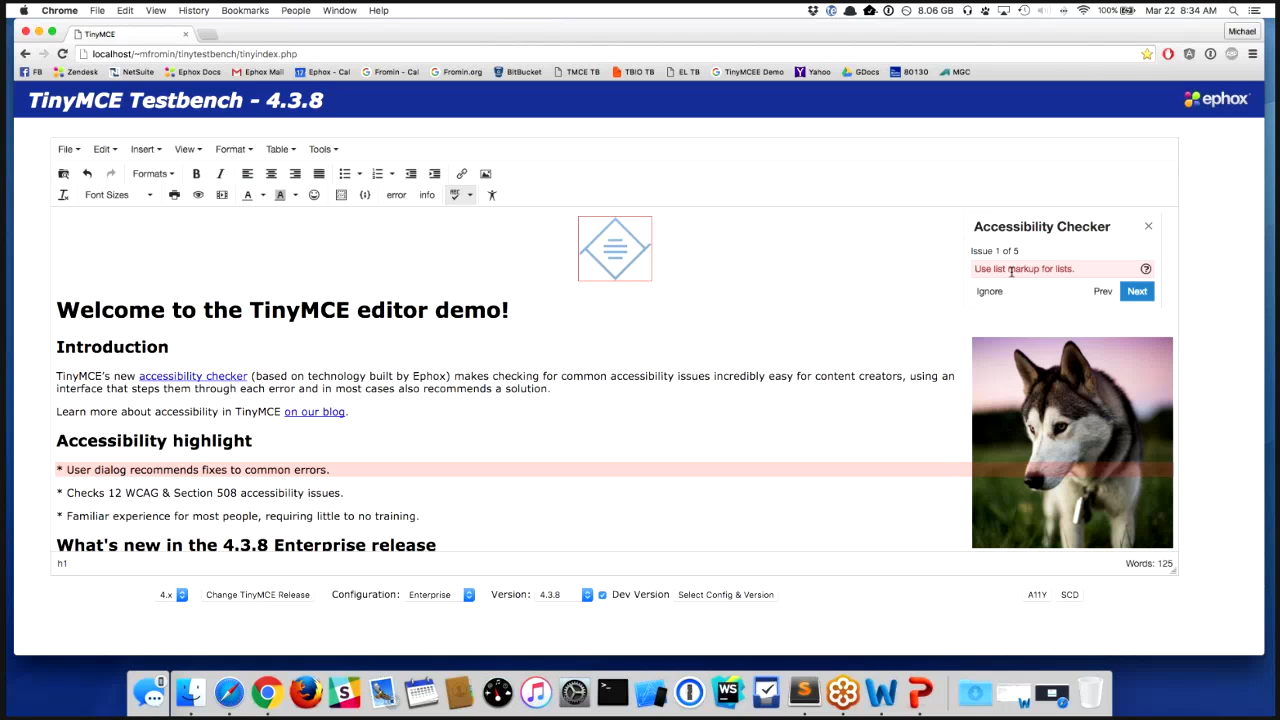 Chrome File Edit View History Bookmarks People Window Help 8.06 GB 100% Mar 22 8:34 AM
TinyMCE Michael
localhost/~mfromin/tinytestbench/tinyindex.php
FB Zendesk NetSuite Ephox Docs Ephox Mail Ephox - Cal Fromin - Cal Fromin.org BitBucket TMCE TB TBIO TB EL TB TinyMCEE Demo Yahoo GDocs 80130 MGC
TinyMCE Testbench - 4.3.8 ephox
File Edit Insert View Format Table Tools
Formats B I
Font Sizes A A error info
Accessibility Checker
Issue 1 of 5
Use list markup for lists.
Ignore Prev Next
Welcome to the TinyMCE editor demo!
Introduction
TinyMCE's new accessibility checker (based on technology built by Ephox) makes checking for common accessibility issues incredibly easy for content creators, using an
interface that steps them through each error and in most cases also recommends a solution.
Learn more about accessibility in TinyMCE on our blog.
Accessibility highlight
* User dialog recommends fixes to common errors.
* Checks 12 WCAG & Section 508 accessibility issues.
* Familiar experience for most people, requiring little to no training.
What's new in the 4.3.8 Enterprise release
h1 Words: 125
4.x Change TinyMCE Release Configuration: Enterprise Version: 4.3.8 Dev Version Select Config & Version A11Y SCD